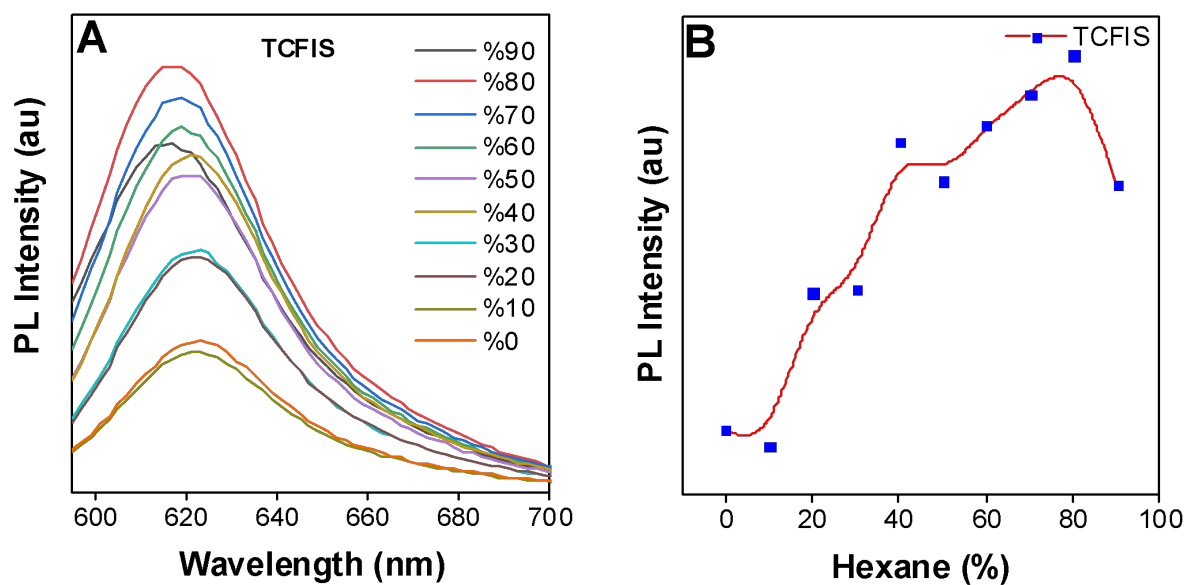 A
TCFIS
%90
%80
%70
%60
%50
%40
%30
%20
%10
%0
PL Intensity (au)
600 620 640 660 680 700
Wavelength (nm)
B
TCFIS
PL Intensity (au)
0 20 40 60 80 100
Hexane (%)